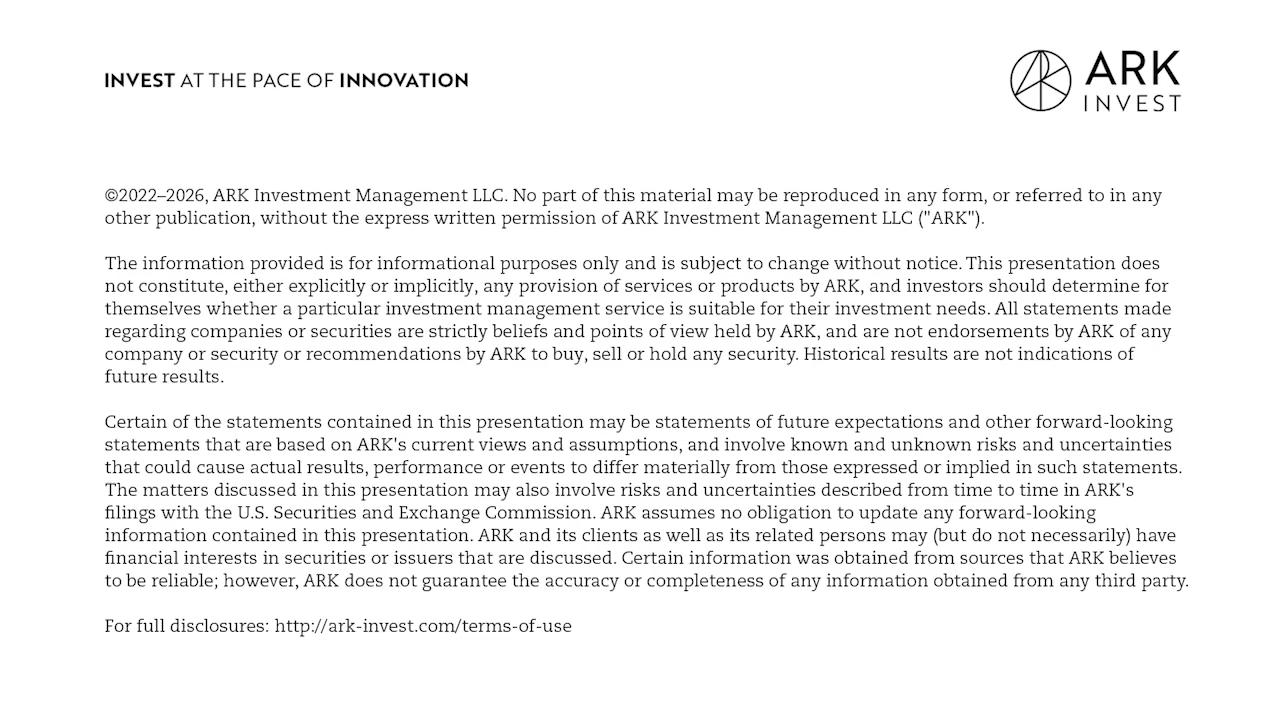 INVEST AT THE PACE OF INNOVATION
ARK
INVEST
©2022–2026, ARK Investment Management LLC. No part of this material may be reproduced in any form, or referred to in any
other publication, without the express written permission of ARK Investment Management LLC ("ARK").
The information provided is for informational purposes only and is subject to change without notice. This presentation does
not constitute, either explicitly or implicitly, any provision of services or products by ARK, and investors should determine for
themselves whether a particular investment management service is suitable for their investment needs. All statements made
regarding companies or securities are strictly beliefs and points of view held by ARK, and are not endorsements by ARK of any
company or security or recommendations by ARK to buy, sell or hold any security. Historical results are not indications of
future results.
Certain of the statements contained in this presentation may be statements of future expectations and other forward-looking
statements that are based on ARK's current views and assumptions, and involve known and unknown risks and uncertainties
that could cause actual results, performance or events to differ materially from those expressed or implied in such statements.
The matters discussed in this presentation may also involve risks and uncertainties described from time to time in ARK's
filings with the U.S. Securities and Exchange Commission. ARK assumes no obligation to update any forward-looking
information contained in this presentation. ARK and its clients as well as its related persons may (but do not necessarily) have
financial interests in securities or issuers that are discussed. Certain information was obtained from sources that ARK believes
to be reliable; however, ARK does not guarantee the accuracy or completeness of any information obtained from any third party.
For full disclosures: http://ark-invest.com/terms-of-use